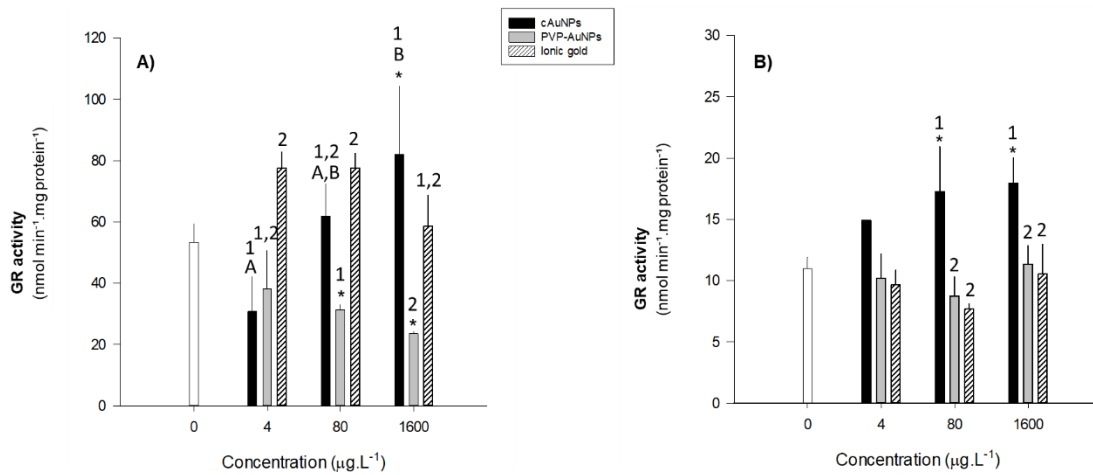 cAuNPs
PVP-AuNPs
Ionic gold
A)
GR activity
(nmol min⁻¹.mg protein⁻¹)
120
100
80
60
40
20
0
1
A
1,2
2
1,2
A,B
1
*
2
1
B
*
2
*
1,2
0 4 80 1600
Concentration (µg.L⁻¹)
B)
GR activity
(nmol min⁻¹.mg protein⁻¹)
30
25
20
15
10
5
0
1
*
2
2
1
*
2
2
0 4 80 1600
Concentration (µg.L⁻¹)